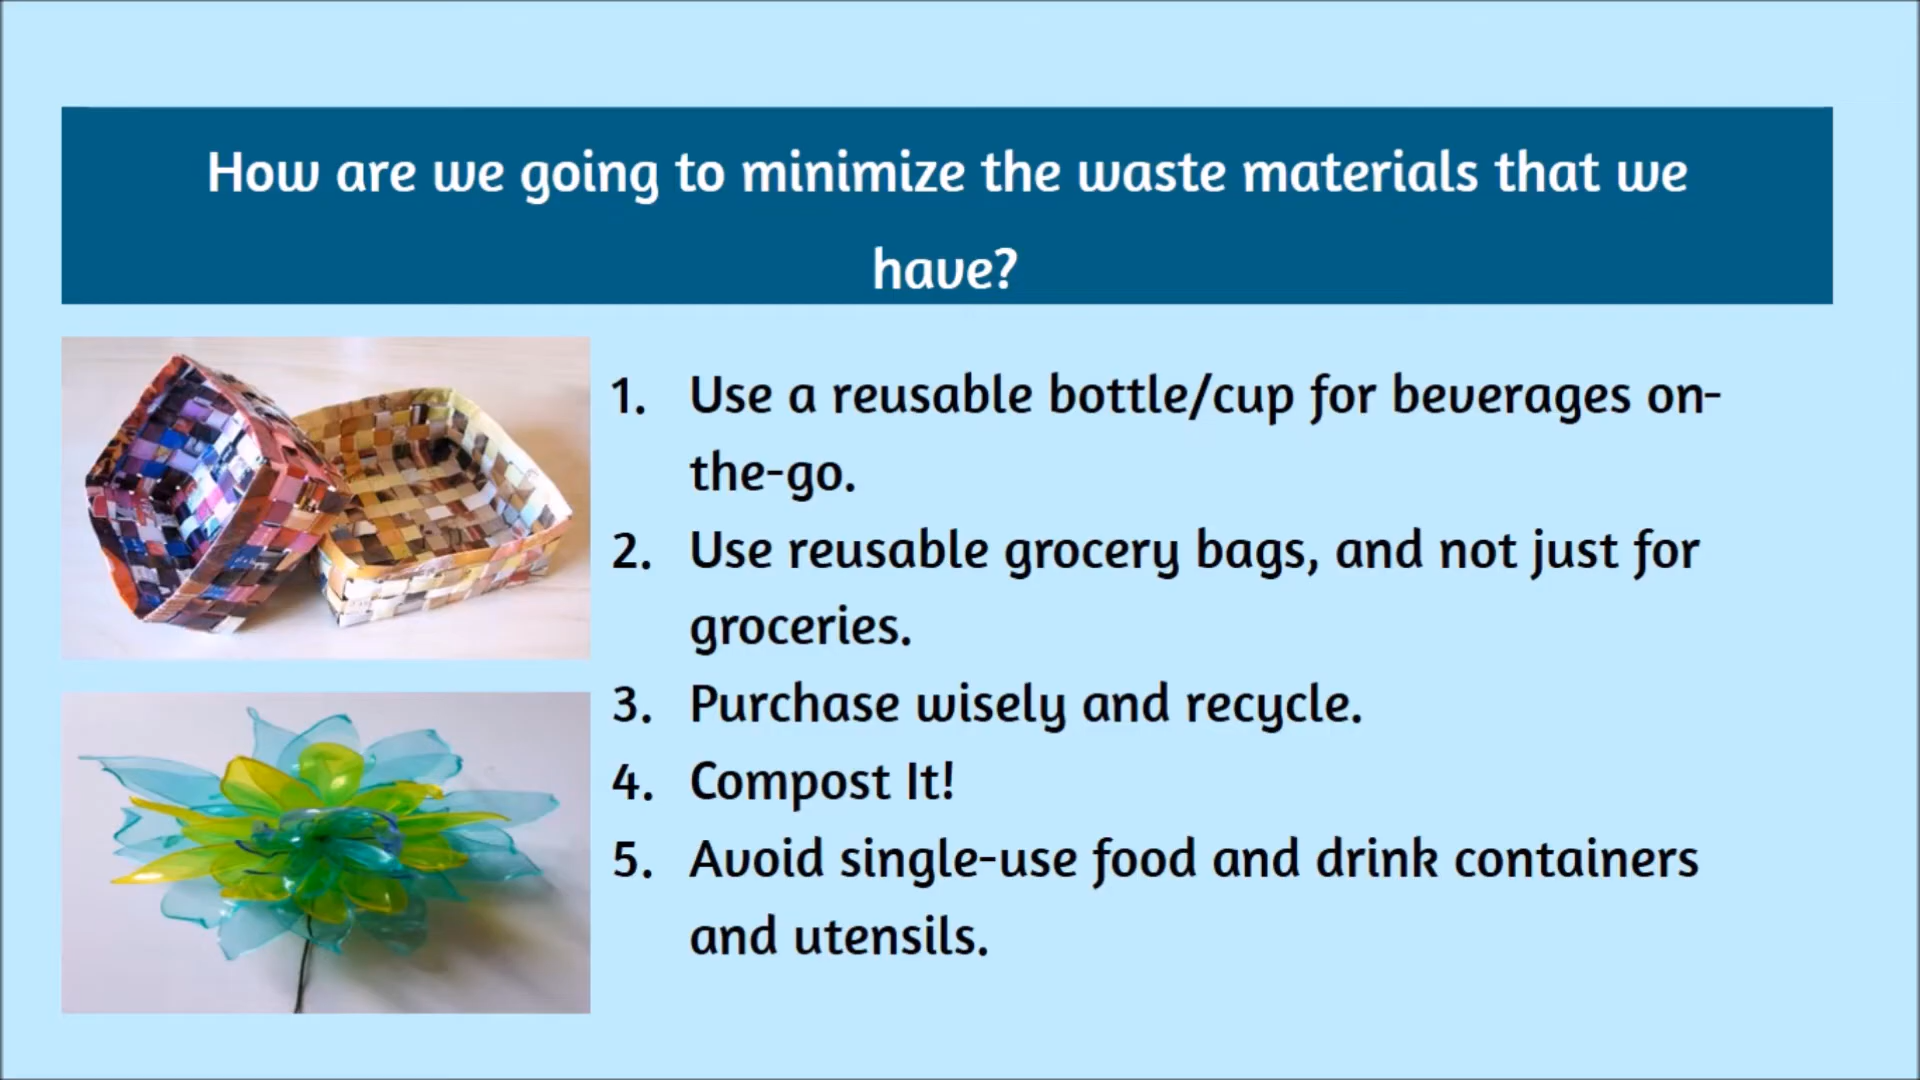 How are we going to minimize the waste materials that we
have?
1. Use a reusable bottle/cup for beverages on-
the-go.
2. Use reusable grocery bags, and not just for
groceries.
3. Purchase wisely and recycle.
4. Compost It!
5. Avoid single-use food and drink containers
and utensils.